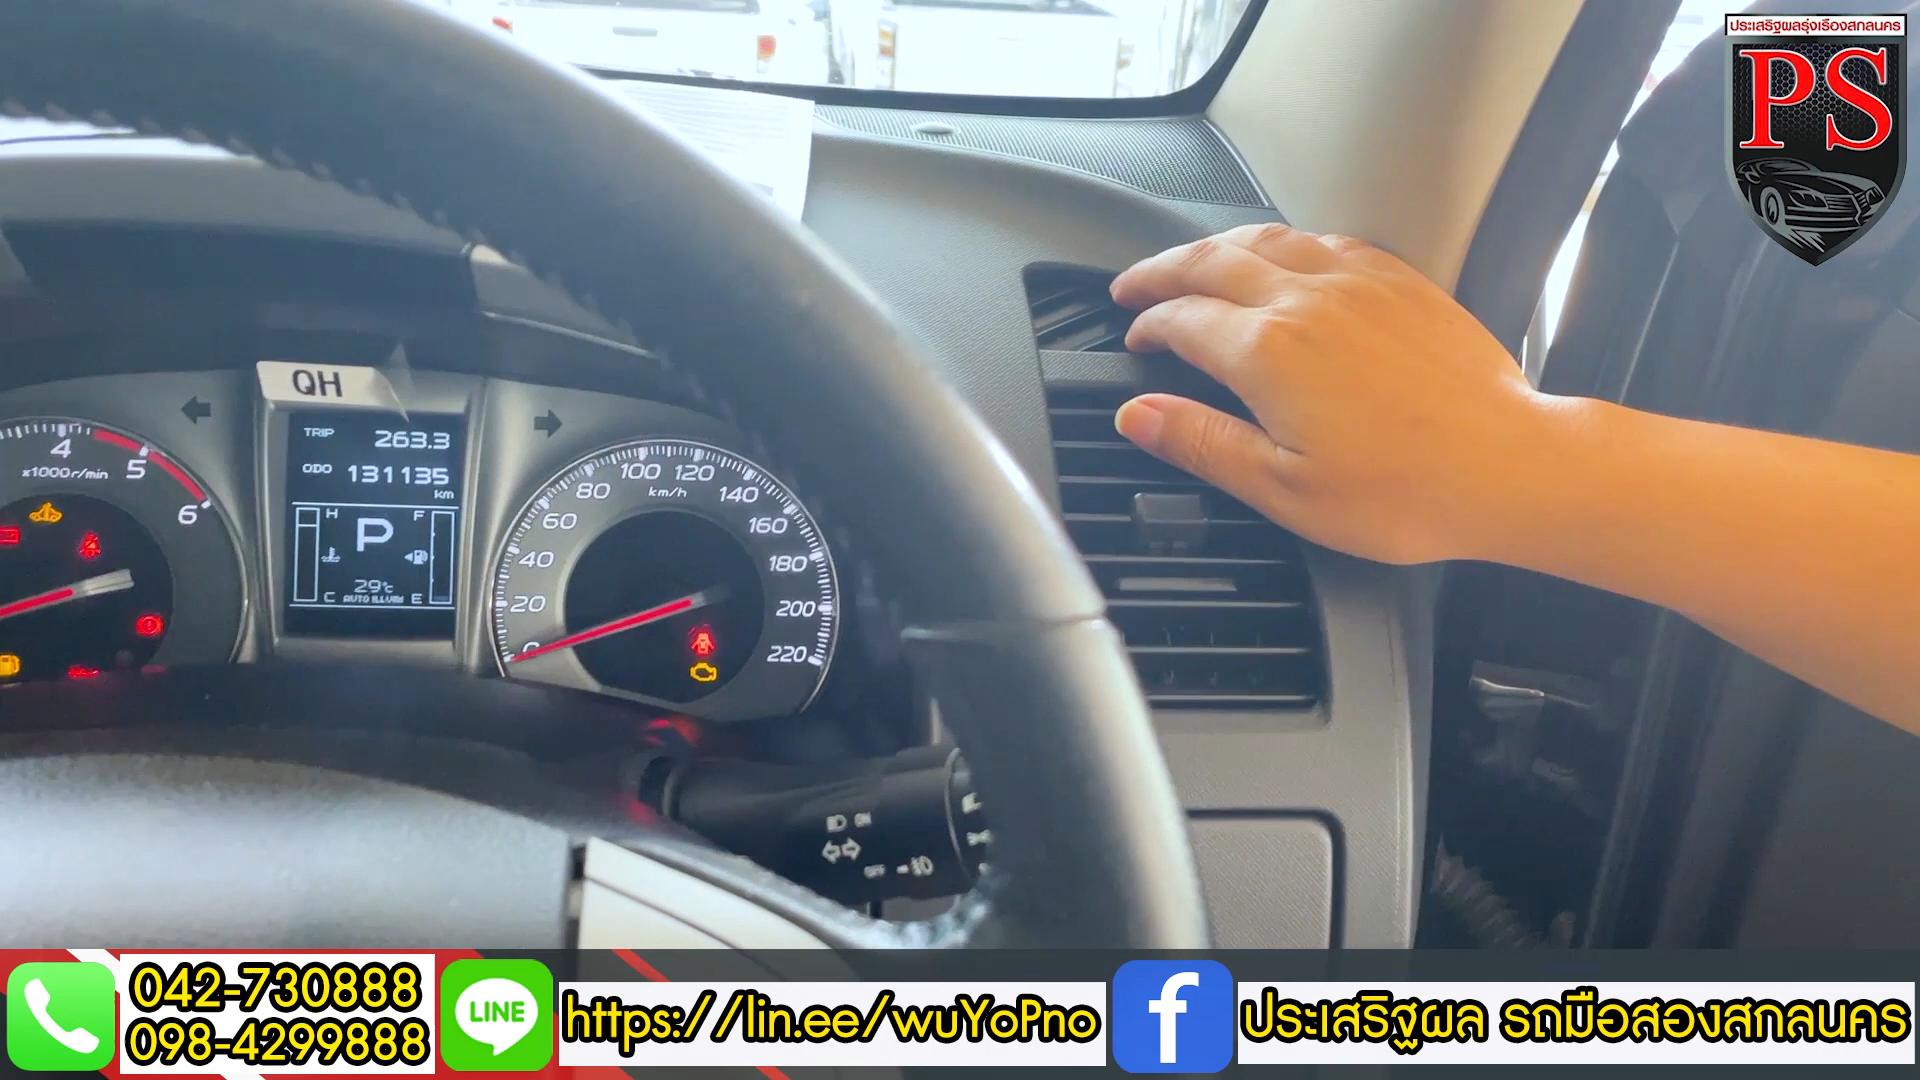 ประเสริฐผลรุ่งเรืองสกลนคร
PS
QH
TRIP 263.3
ODO 131135
km
H P F
29°C
C AUTO ILLUMI E
4
5
6
x1000r/min
0
20
40
60
80
100
120
140
160
180
200
220
km/h
ON
OFF
042-730888
098-4299888
LINE
https://lin.ee/wuYoPno
f
ประเสริฐผล รถมือสองสกลนคร